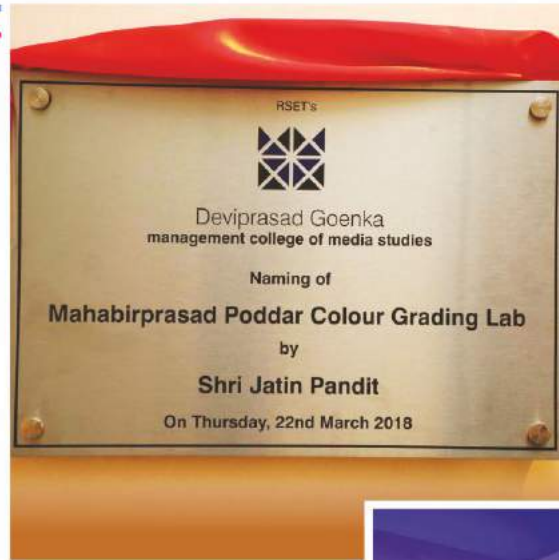 RSET's
Deviprasad Goenka
management college of media studies
Naming of
Mahabirprasad Poddar Colour Grading Lab
by
Shri Jatin Pandit
On Thursday, 22nd March 2018